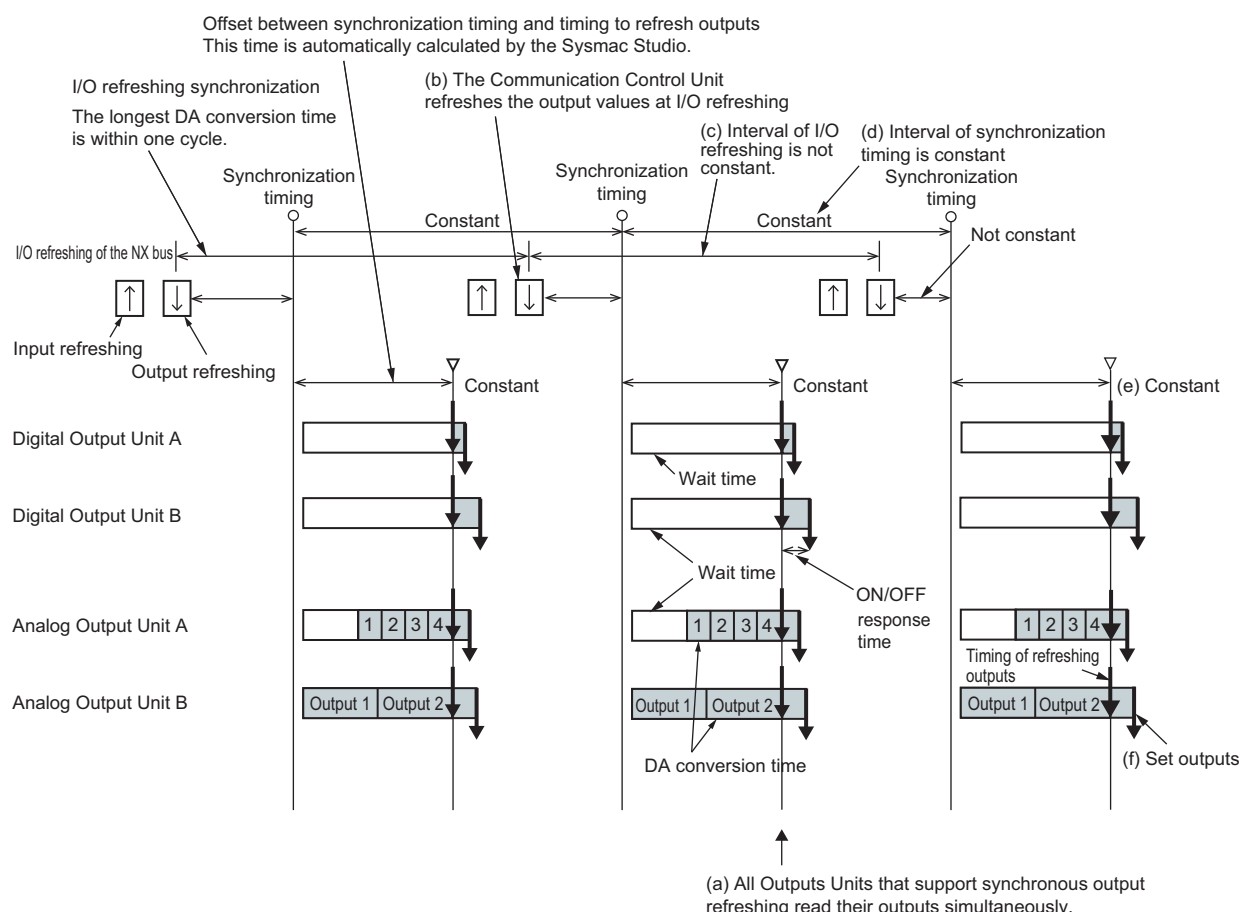 Offset between synchronization timing and timing to refresh outputs
This time is automatically calculated by the Sysmac Studio.
I/O refreshing synchronization
The longest DA conversion time
is within one cycle.
(b) The Communication Control Unit
refreshes the output values at I/O refreshing
(c) Interval of I/O
refreshing is not
constant.
(d) Interval of synchronization
timing is constant
Synchronization
timing
Synchronization
timing
Synchronization
timing
Constant
Constant
Not constant
I/O refreshing of the NX bus
Input refreshing
Output refreshing
Constant
Constant
(e) Constant
Digital Output Unit A
Wait time
Digital Output Unit B
Wait time
ON/OFF
response
time
Analog Output Unit A
1 2 3 4
1 2 3 4
1 2 3 4
Timing of refreshing
outputs
Analog Output Unit B
Output 1 Output 2
Output 1 Output 2
Output 1 Output 2
DA conversion time
(f) Set outputs
(a) All Outputs Units that support synchronous output
refreshing read their outputs simultaneously.